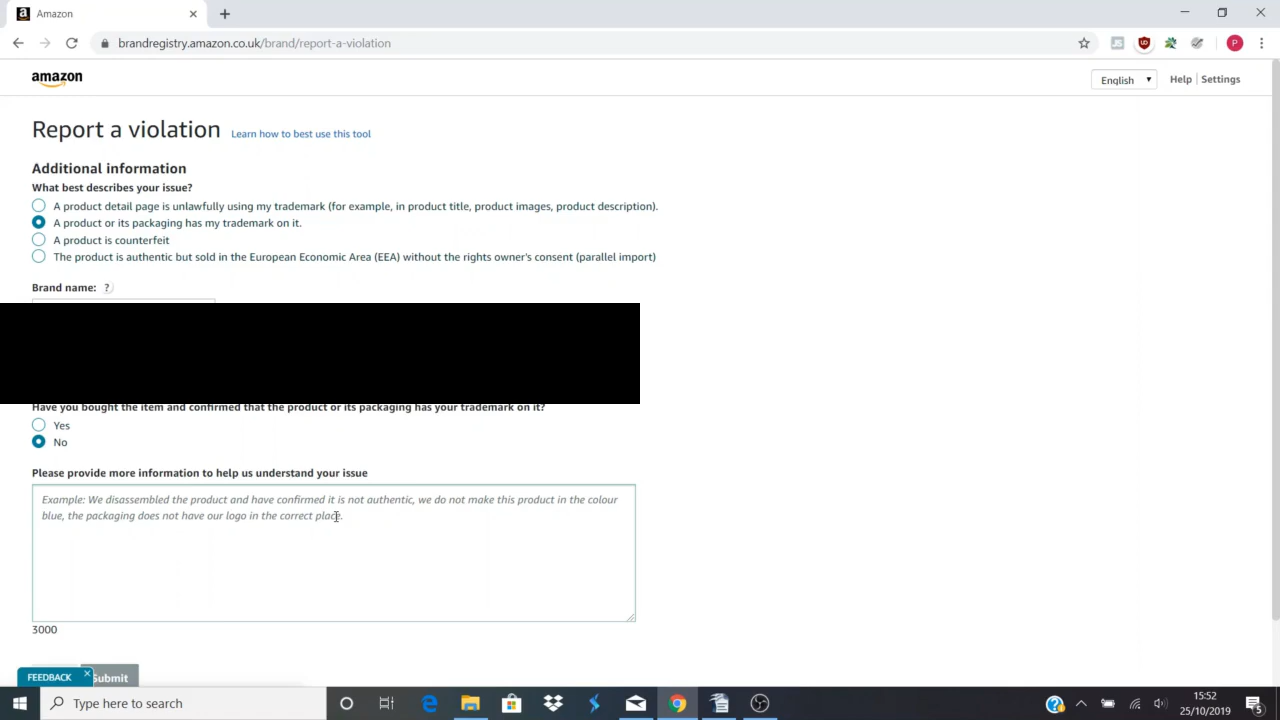 Amazon
brandregistry.amazon.co.uk/brand/report-a-violation
amazon
English
Help
Settings
Report a violation
Learn how to best use this tool
Additional information
What best describes your issue?
A product detail page is unlawfully using my trademark (for example, in product title, product images, product description).
A product or its packaging has my trademark on it.
A product is counterfeit
The product is authentic but sold in the European Economic Area (EEA) without the rights owner's consent (parallel import)
Brand name: ?
Have you bought the item and confirmed that the product or its packaging has your trademark on it?
Yes
No
Please provide more information to help us understand your issue
Example: We disassembled the product and have confirmed it is not authentic, we do not make this product in the colour
blue, the packaging does not have our logo in the correct place.
3000
FEEDBACK
Submit
Type here to search
15:52
25/10/2019
5